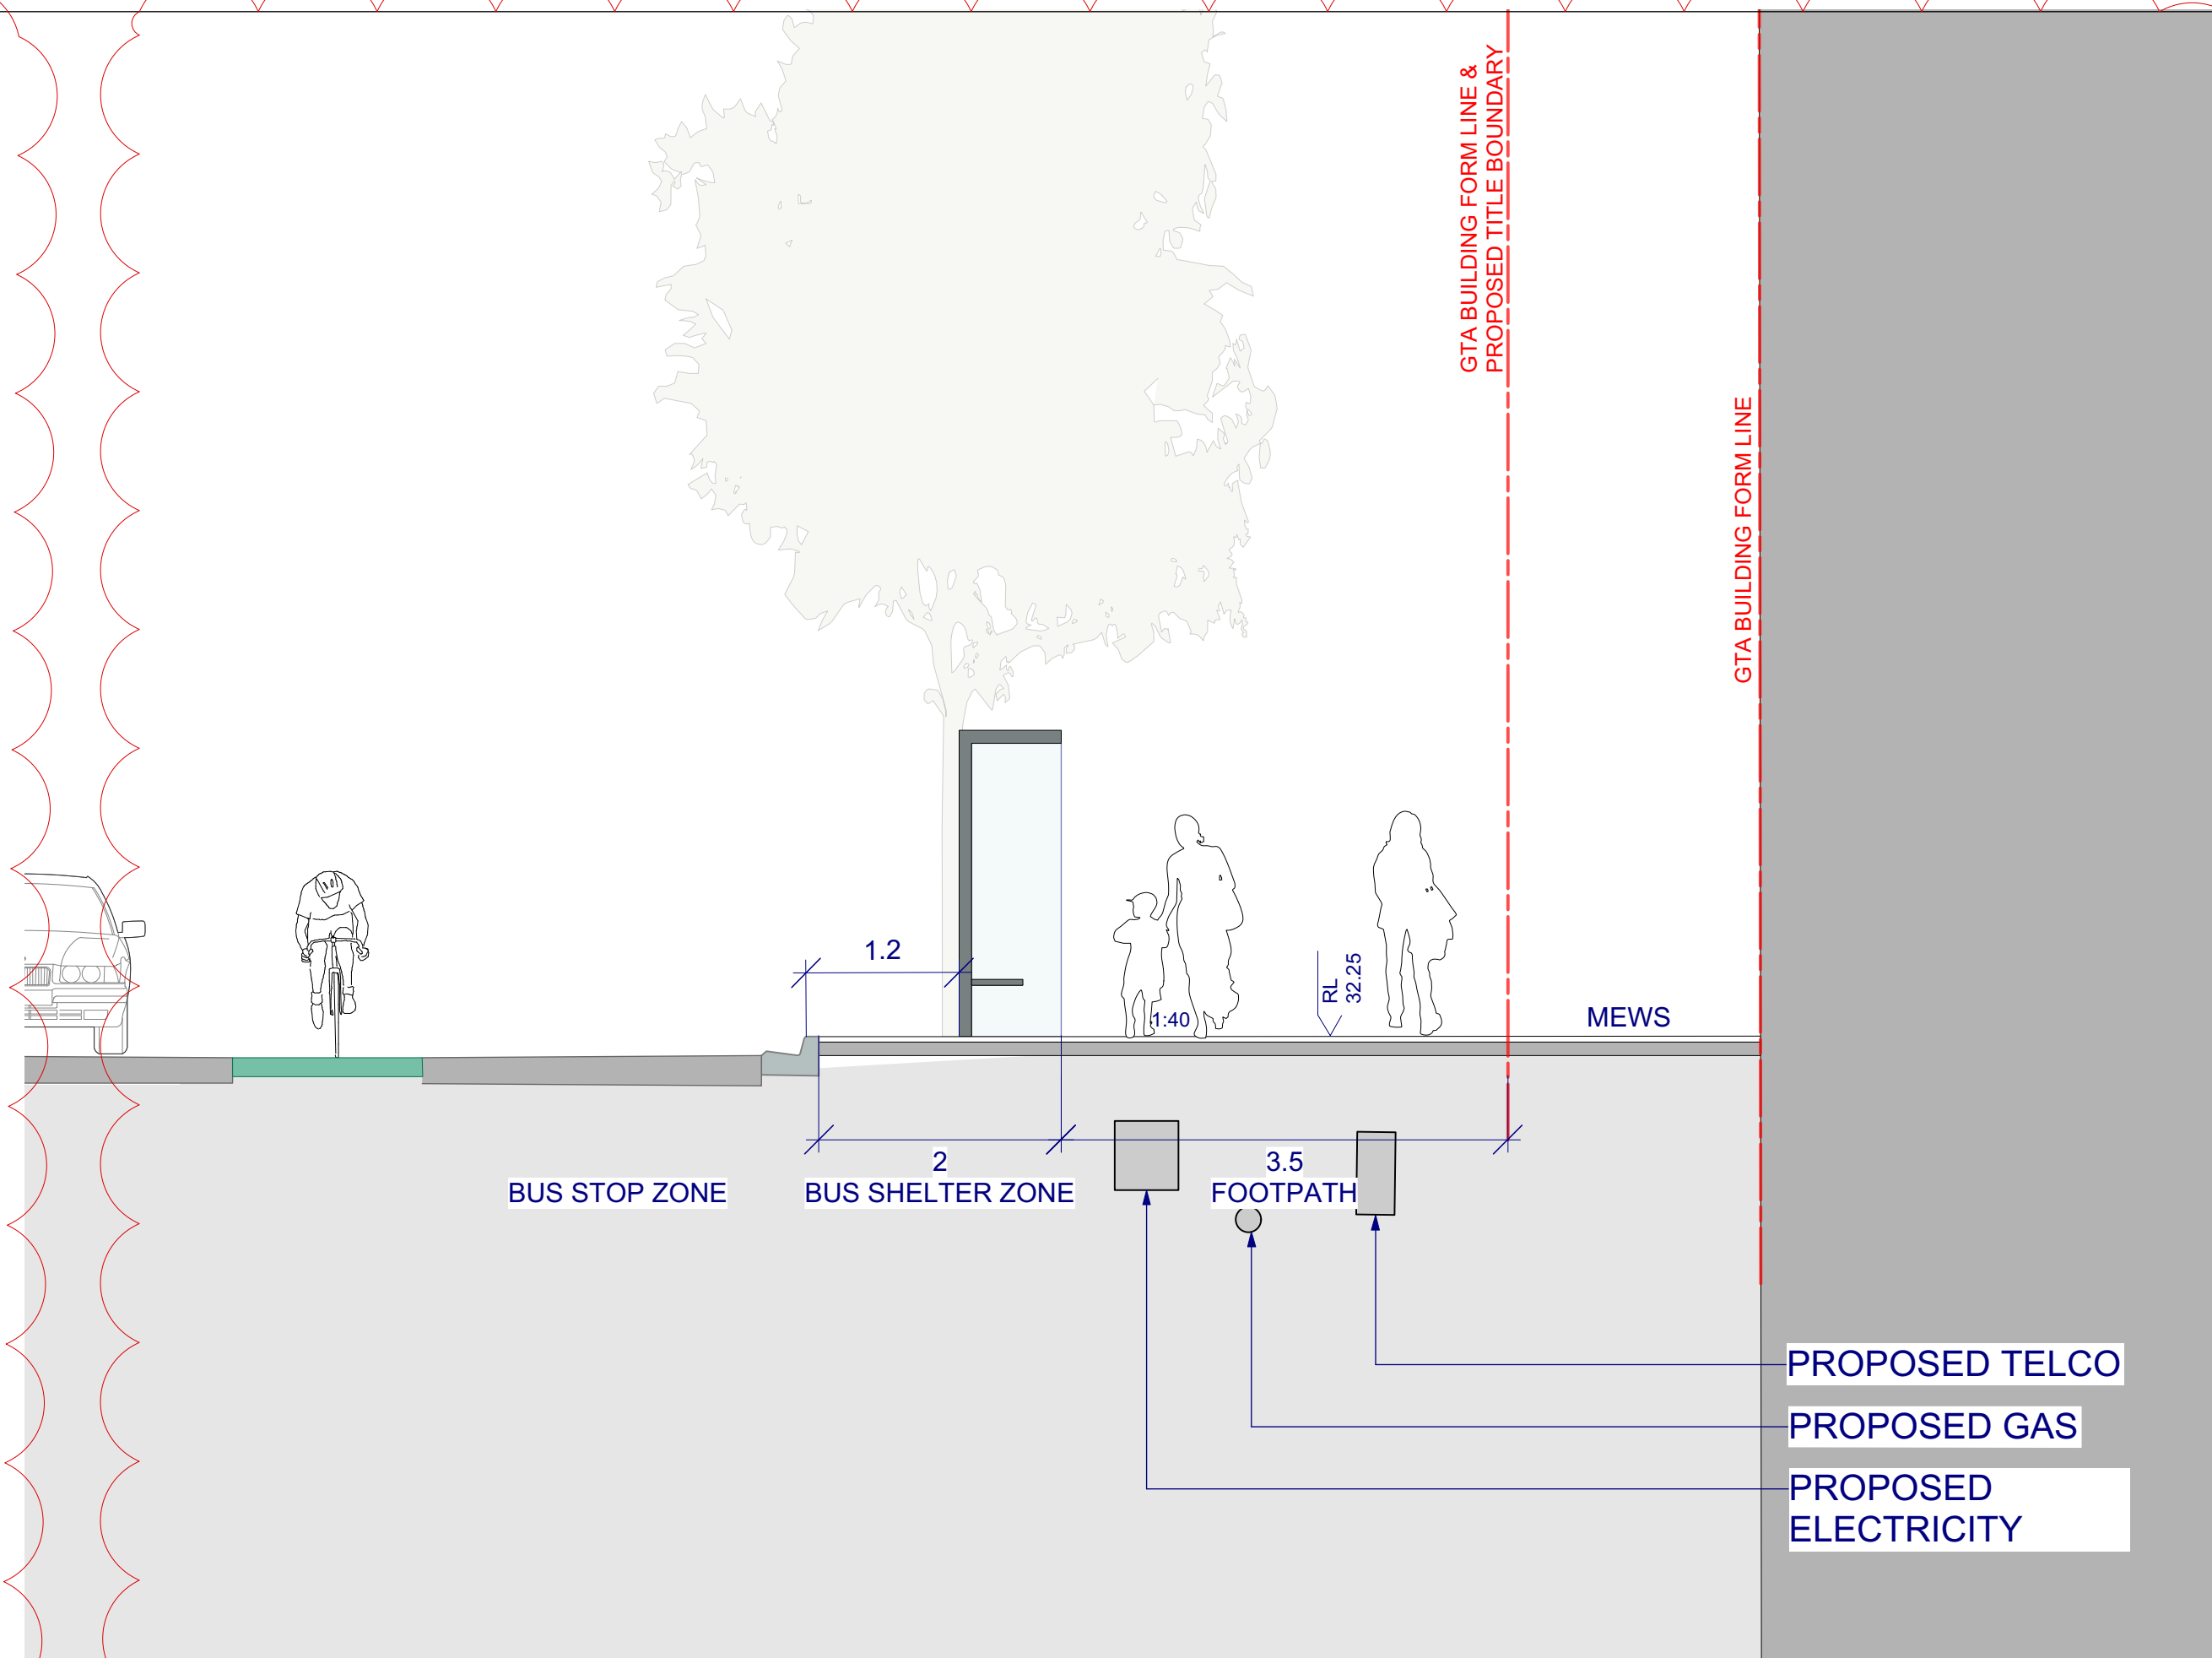 GTA BUILDING FORM LINE &
PROPOSED TITLE BOUNDARY
GTA BUILDING FORM LINE
1.2
RL
32.25
1:40
MEWS
2
3.5
BUS STOP ZONE
BUS SHELTER ZONE
FOOTPATH
PROPOSED TELCO
PROPOSED GAS
PROPOSED
ELECTRICITY